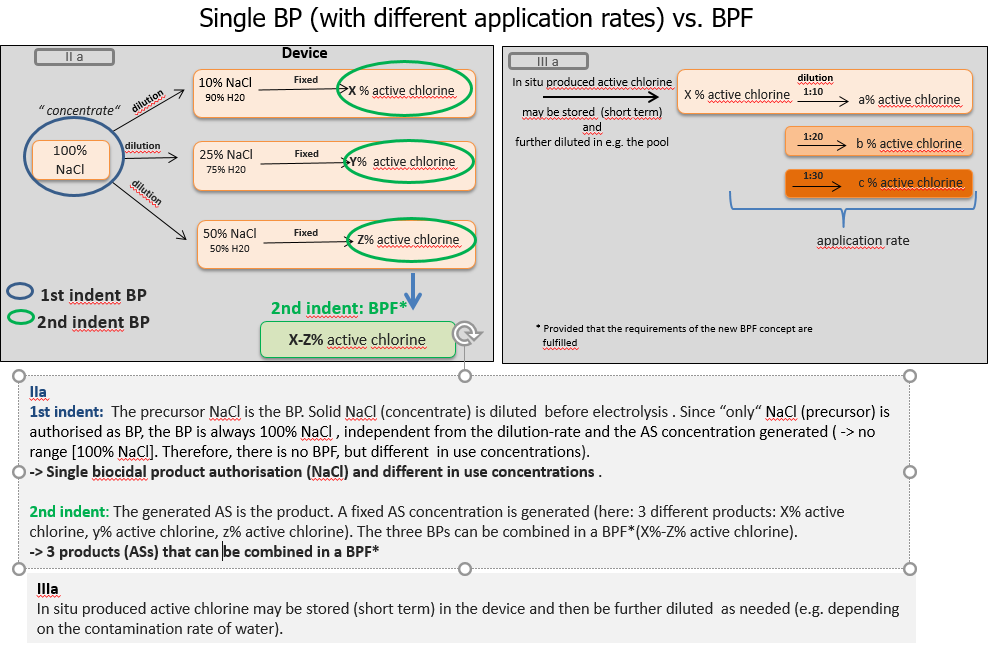 Single BP (with different application rates) vs. BPF
II a
Device
“ concentrate“
100%
NaCl
dilution
dilution
dilution
10% NaCl
90% H20
Fixed
X % active chlorine
25% NaCl
75% H20
Fixed
Y% active chlorine
50% NaCl
50% H20
Fixed
Z% active chlorine
1st indent BP
2nd indent BP
2nd indent: BPF*
X-Z% active chlorine
III a
In situ produced active chlorine
may be stored (short term)
and
further diluted in e.g. the pool
X % active chlorine
dilution
1:10
a% active chlorine
1:20
b % active chlorine
1:30
c % active chlorine
application rate
* Provided that the requirements of the new BPF concept are
fulfilled
IIa
1st indent: The precursor NaCl is the BP. Solid NaCl (concentrate) is diluted before electrolysis . Since “only“ NaCl (precursor) is
authorised as BP, the BP is always 100% NaCl , independent from the dilution-rate and the AS concentration generated ( -> no
range [100% NaCl]. Therefore, there is no BPF, but different in use concentrations).
-> Single biocidal product authorisation (NaCl) and different in use concentrations .
2nd indent: The generated AS is the product. A fixed AS concentration is generated (here: 3 different products: X% active
chlorine, y% active chlorine, z% active chlorine). The three BPs can be combined in a BPF*(X%-Z% active chlorine).
-> 3 products (ASs) that can be combined in a BPF*
IIIa
In situ produced active chlorine may be stored (short term) in the device and then be further diluted as needed (e.g. depending
on the contamination rate of water).